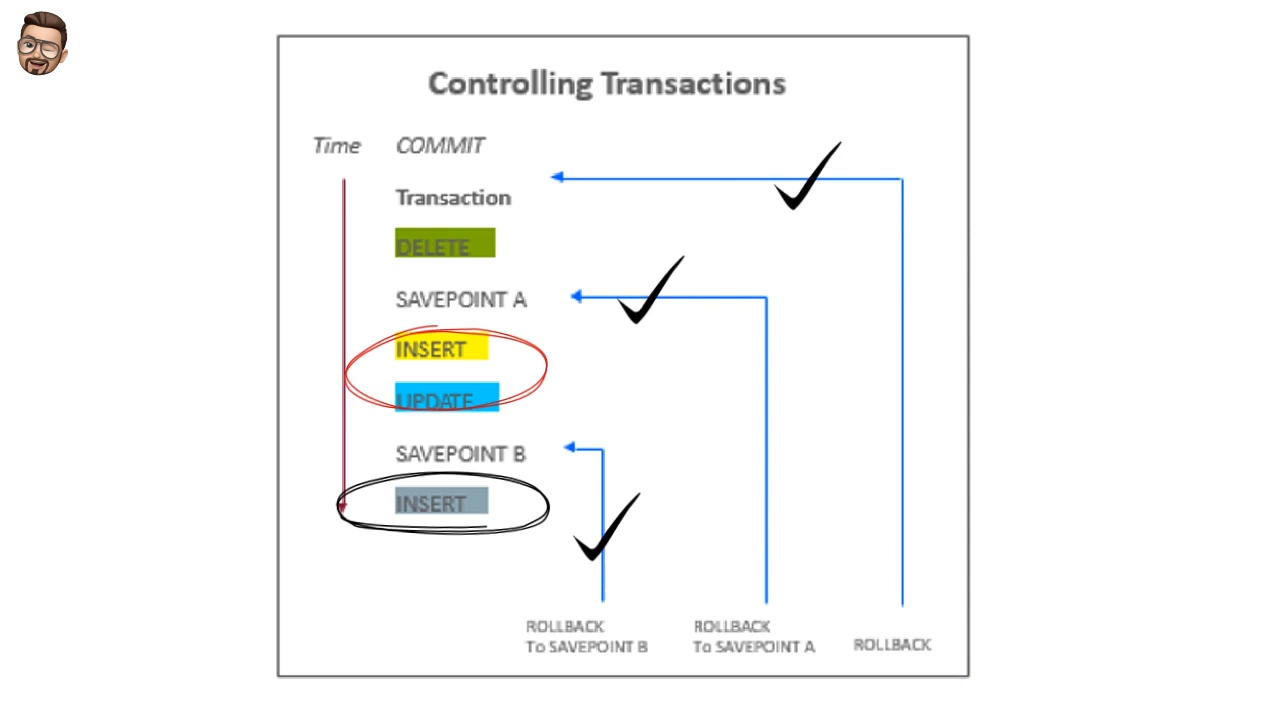 Controlling Transactions
Time COMMIT
Transaction
DELETE
SAVEPOINT A
INSERT
UPDATE
SAVEPOINT B
INSERT
ROLLBACK
To SAVEPOINT B
ROLLBACK
To SAVEPOINT A
ROLLBACK